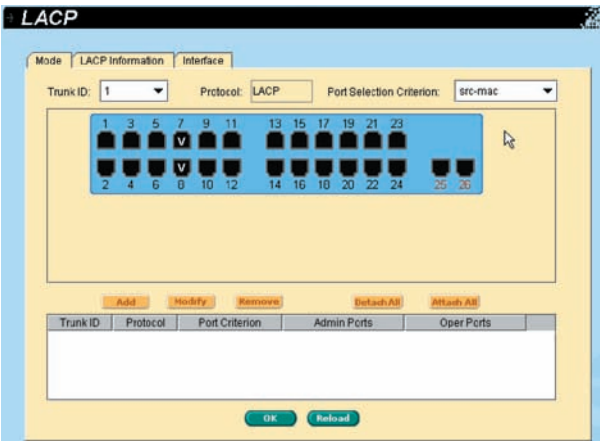 LACP
Mode LACP Information Interface
Trunk ID: 1 Protocol: LACP Port Selection Criterion: src-mac
1 3 5 7 9 11 13 15 17 19 21 23
V
V
2 4 6 8 10 12 14 16 18 20 22 24 25 26
Add Modify Remove Detach All Attach All
Trunk ID Protocol Port Criterion Admin Ports Oper Ports
OK Reload